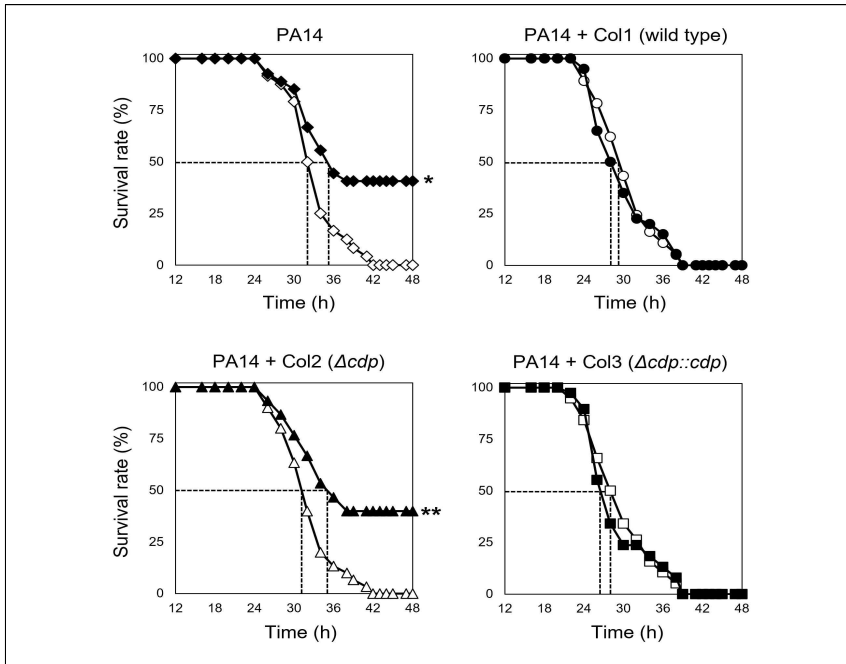 PA14
100
75
50
25
0
Survival rate (%)
*
12 18 24 30 36 42 48
Time (h)
PA14 + Col1 (wild type)
100
75
50
25
0
12 18 24 30 36 42 48
Time (h)
PA14 + Col2 (Δcdp)
100
75
50
25
0
Survival rate (%)
**
12 18 24 30 36 42 48
Time (h)
PA14 + Col3 (Δcdp::cdp)
100
75
50
25
0
12 18 24 30 36 42 48
Time (h)